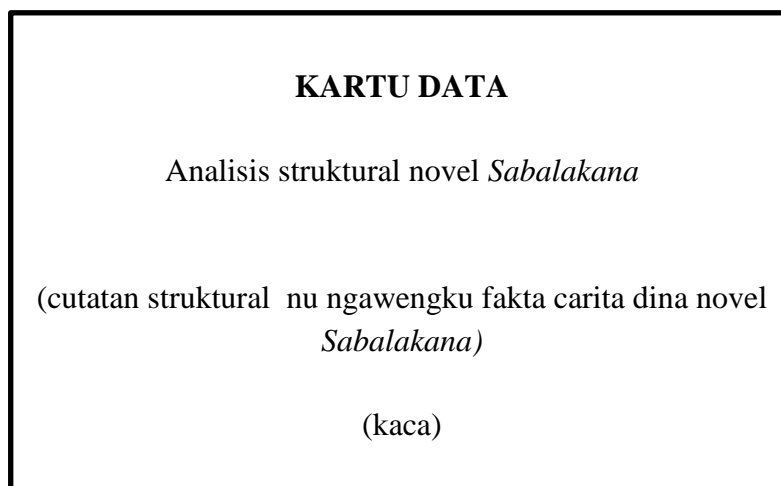 KARTU DATA
Analisis struktural novel Sabalakana
(cutatan struktural nu ngawengku fakta carita dina novel
Sabalakana)
(kaca)